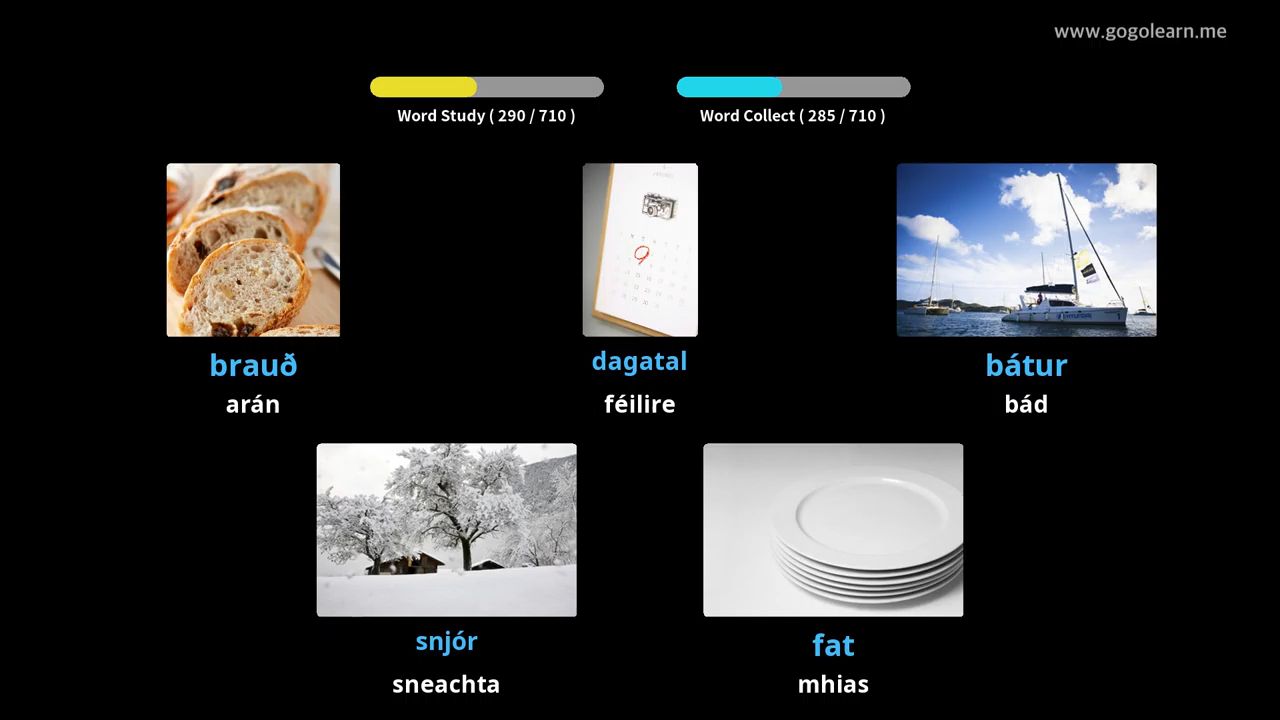 www.gogolearn.me
Word Study ( 290 / 710 )
Word Collect ( 285 / 710 )
9
brauð
dagatal
bátur
arán
féilire
bád
snjór
fat
sneachta
mhias